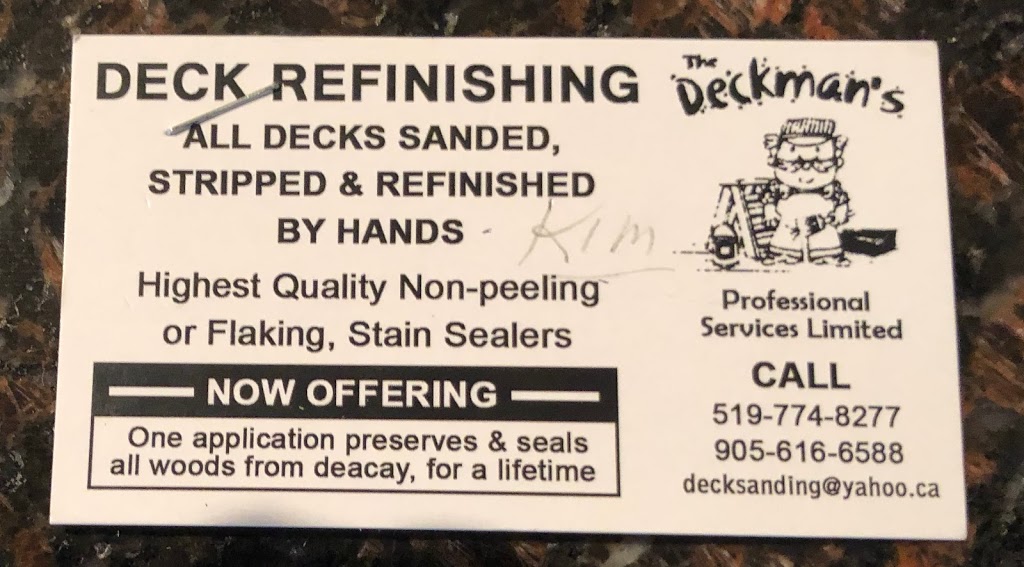 DECK REFINISHING
ALL DECKS SANDED,
STRIPPED & REFINISHED
BY HANDS -
Kim
Highest Quality Non-peeling
or Flaking, Stain Sealers
NOW OFFERING
One application preserves & seals
all woods from deacay, for a lifetime
The
Deckman's
Professional
Services Limited
CALL
519-774-8277
905-616-6588
decksanding@yahoo.ca